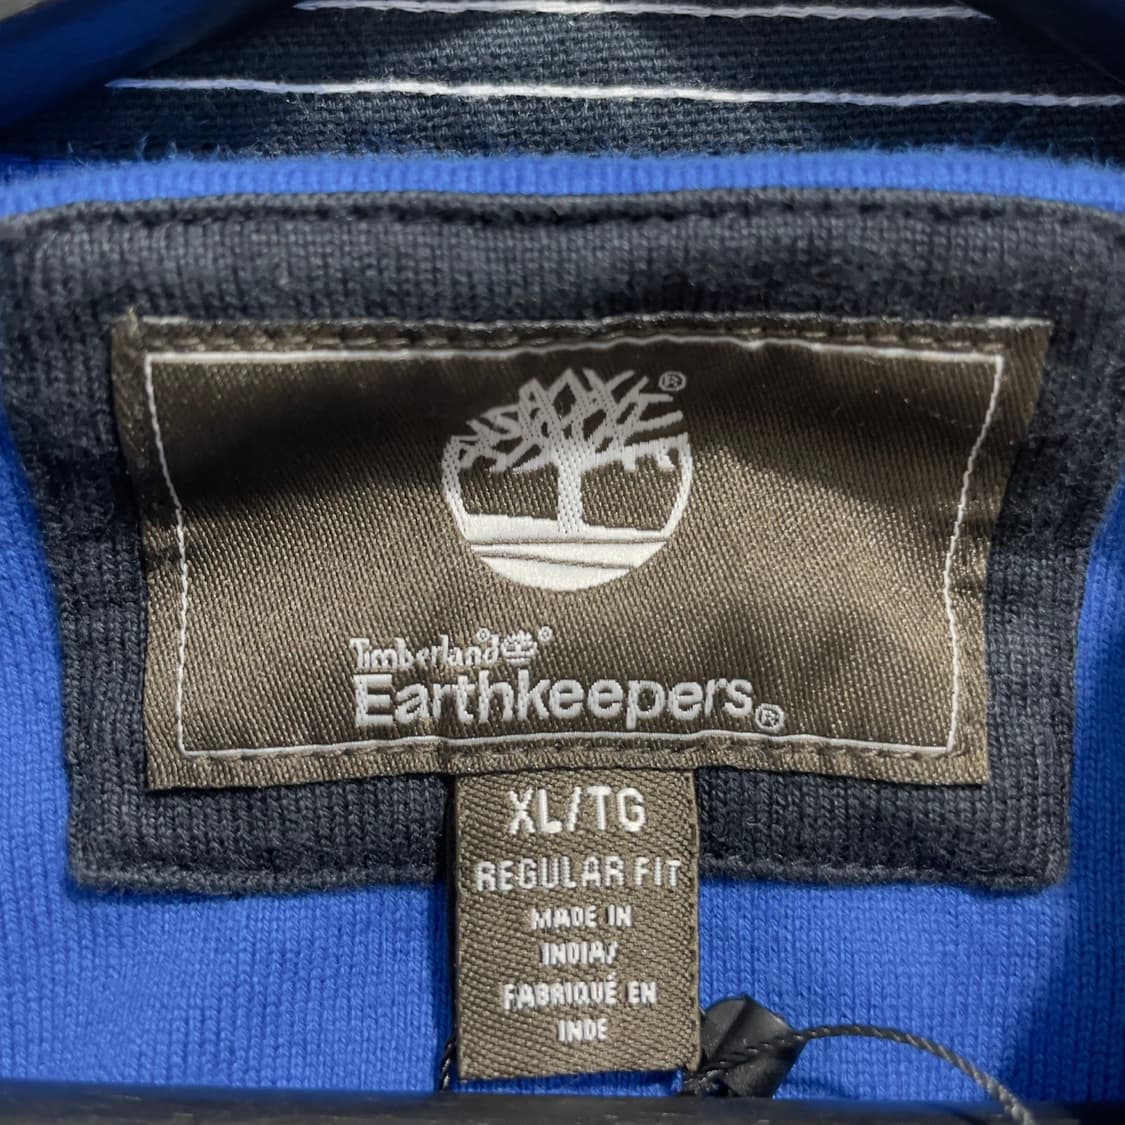 ®
Timberland®®
Earthkeepers®
XL/TG
REGULAR FIT
MADE IN
INDIA/
FABRIQUÉ EN
INDE